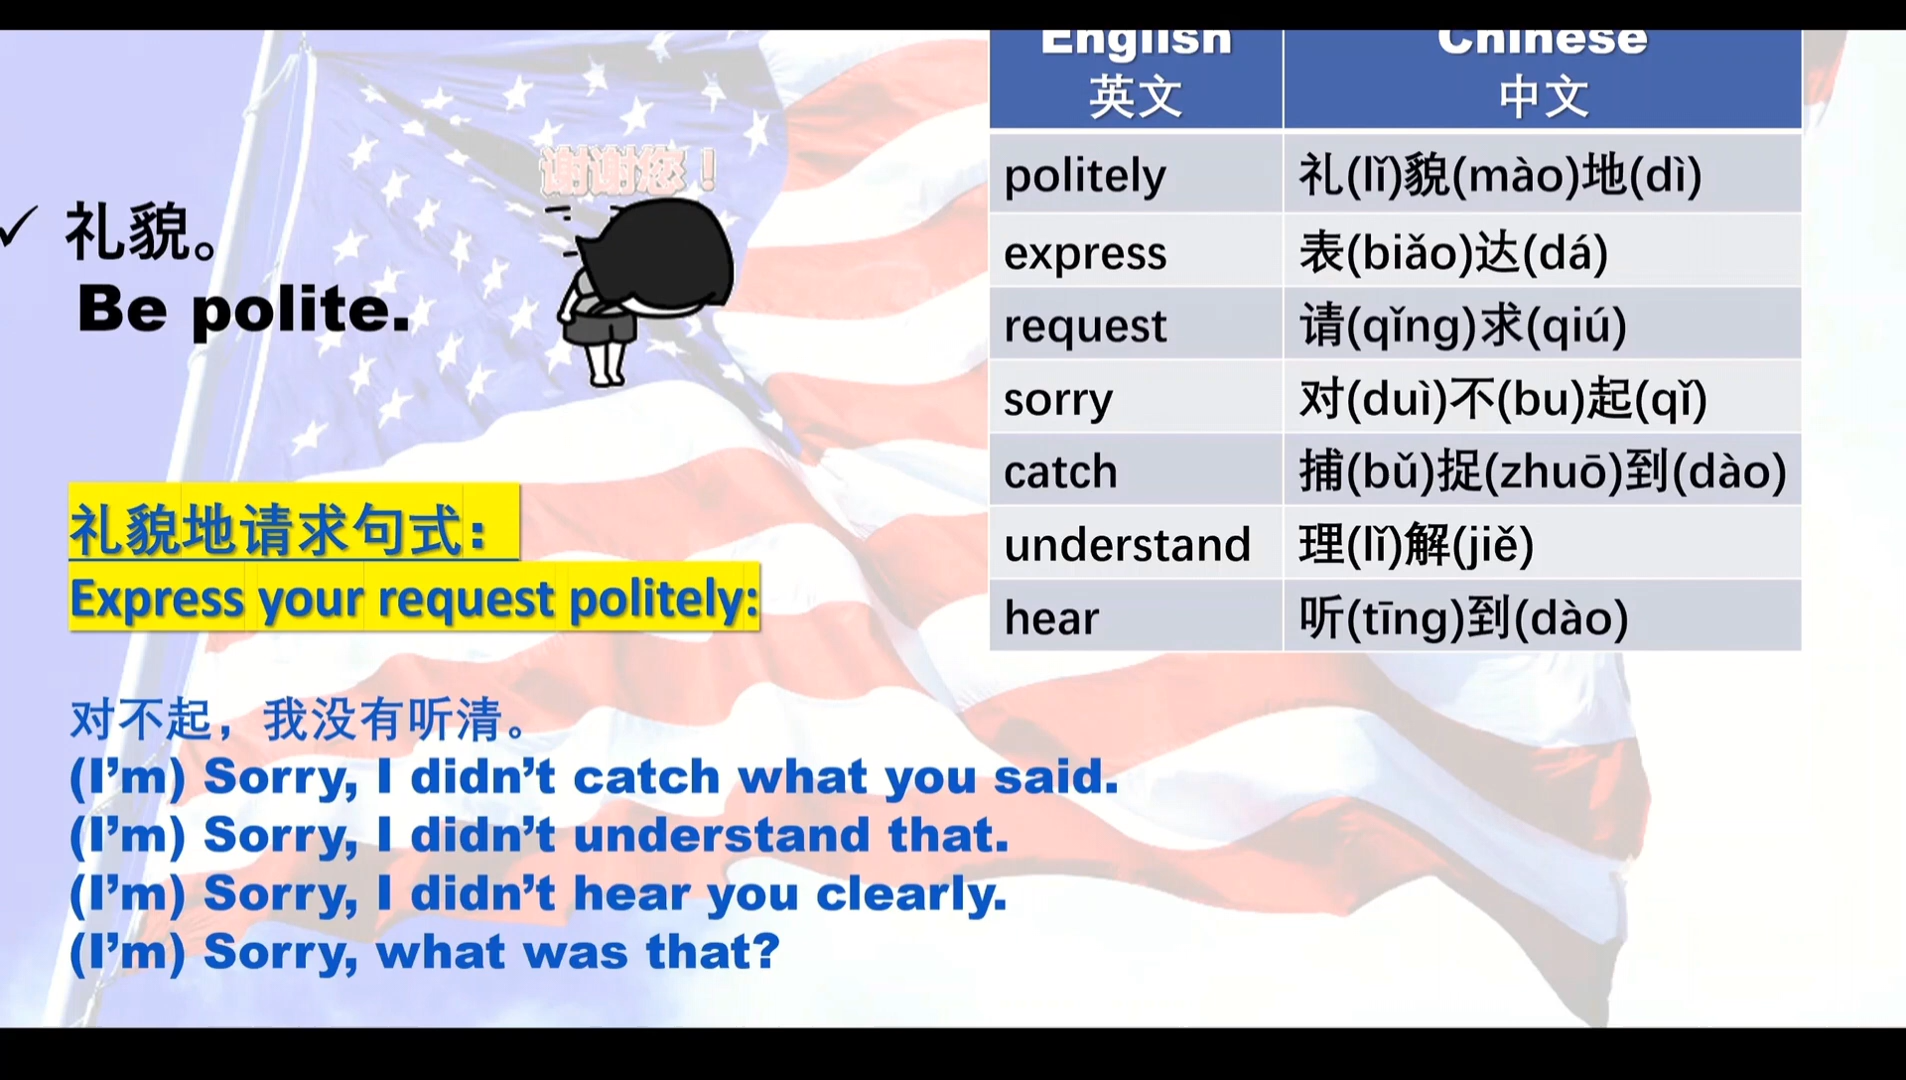 ✓ 礼貌。
Be polite.
谢谢您！
礼貌地请求句式：
Express your request politely:
对不起，我没有听清。
(I’m) Sorry, I didn’t catch what you said.
(I’m) Sorry, I didn’t understand that.
(I’m) Sorry, I didn’t hear you clearly.
(I’m) Sorry, what was that?
English Chinese
英文 中文
politely 礼(lǐ)貌(mào)地(dì)
express 表(biǎo)达(dá)
request 请(qǐng)求(qiú)
sorry 对(duì)不(bu)起(qǐ)
catch 捕(bǔ)捉(zhuō)到(dào)
understand 理(lǐ)解(jiě)
hear 听(tīng)到(dào)